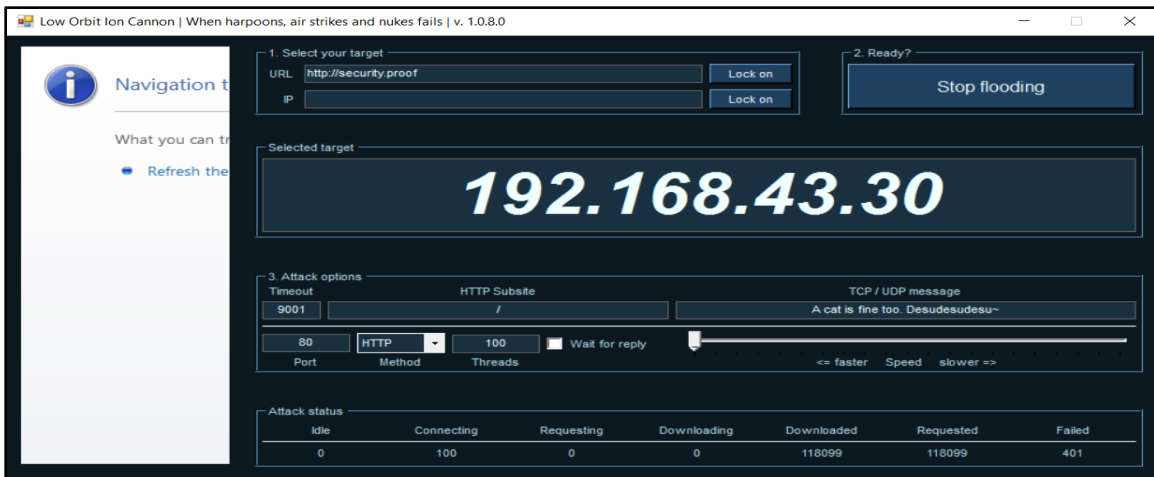 Low Orbit Ion Cannon | When harpoons, air strikes and nukes fails | v. 1.0.8.0
Navigation t
What you can tr
Refresh the
1. Select your target
URL http://security.proof Lock on
IP Lock on
2. Ready?
Stop flooding
Selected target
192.168.43.30
3. Attack options
Timeout HTTP Subsite TCP / UDP message
9001 / A cat is fine too. Desudesudesu~
80 HTTP 100 Wait for reply
Port Method Threads <= faster Speed slower =>
Attack status
Idle Connecting Requesting Downloading Downloaded Requested Failed
0 100 0 0 118099 118099 401